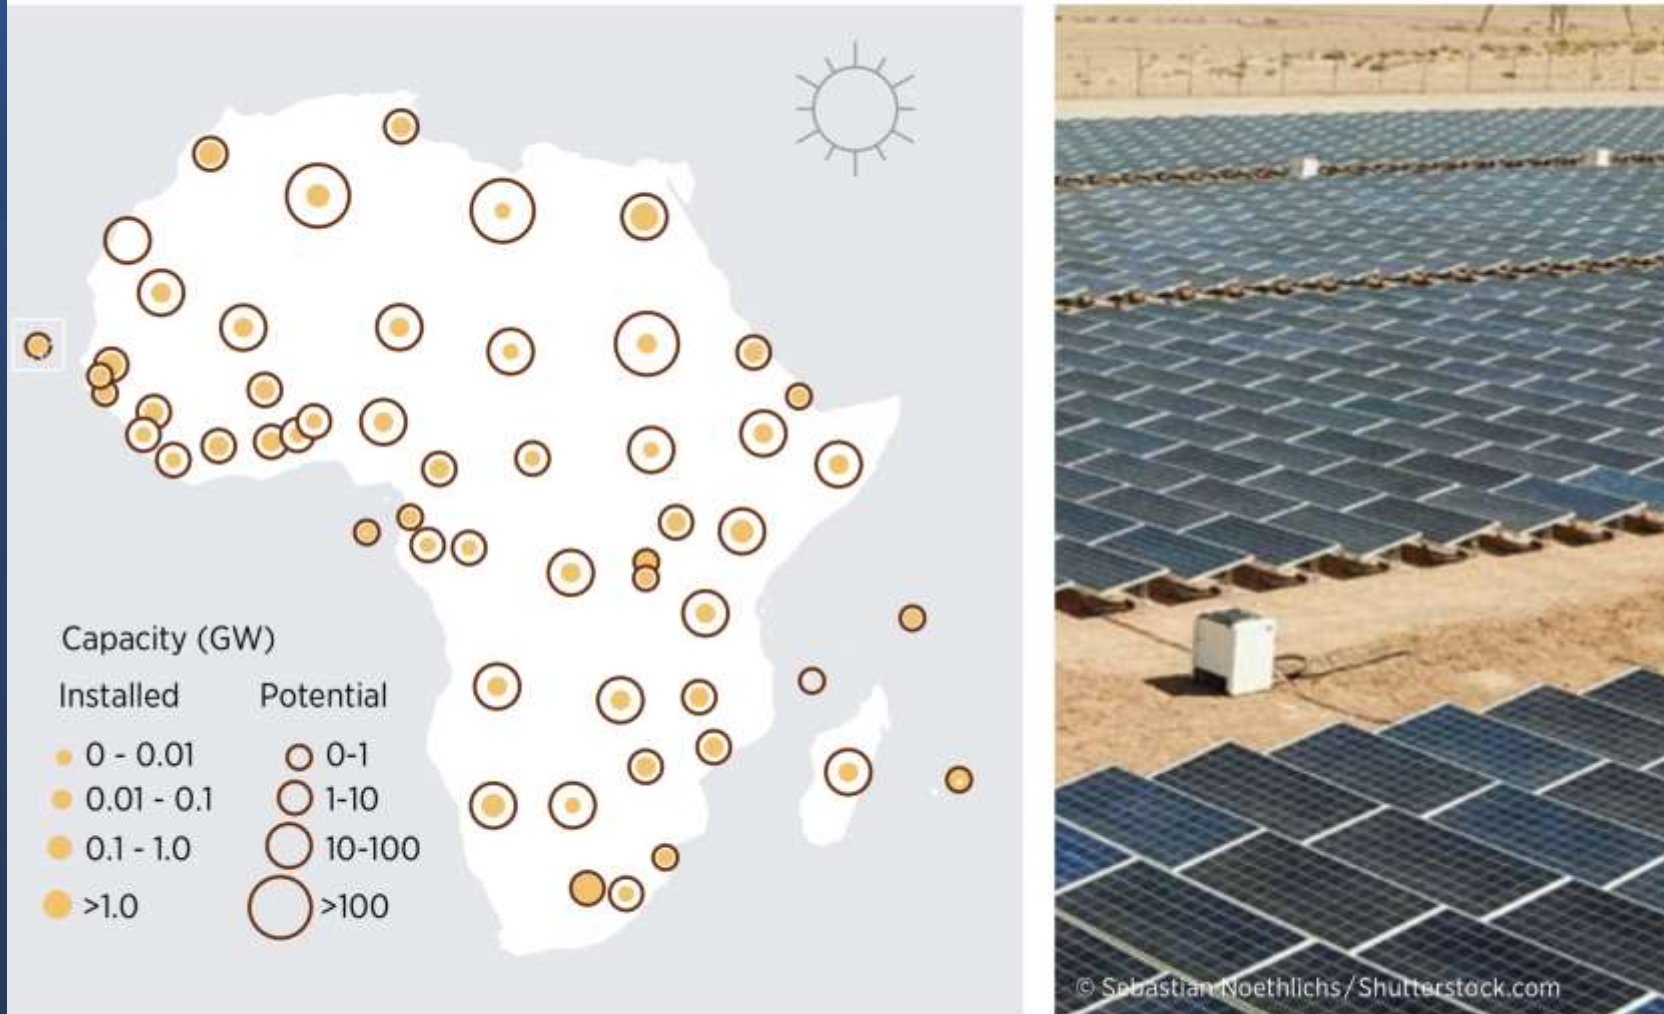 Capacity (GW)
Installed Potential
0 - 0.01 0-1
0.01 - 0.1 1-10
0.1 - 1.0 10-100
>1.0 >100
© Sebastian Noethlichs/Shutterstock.com